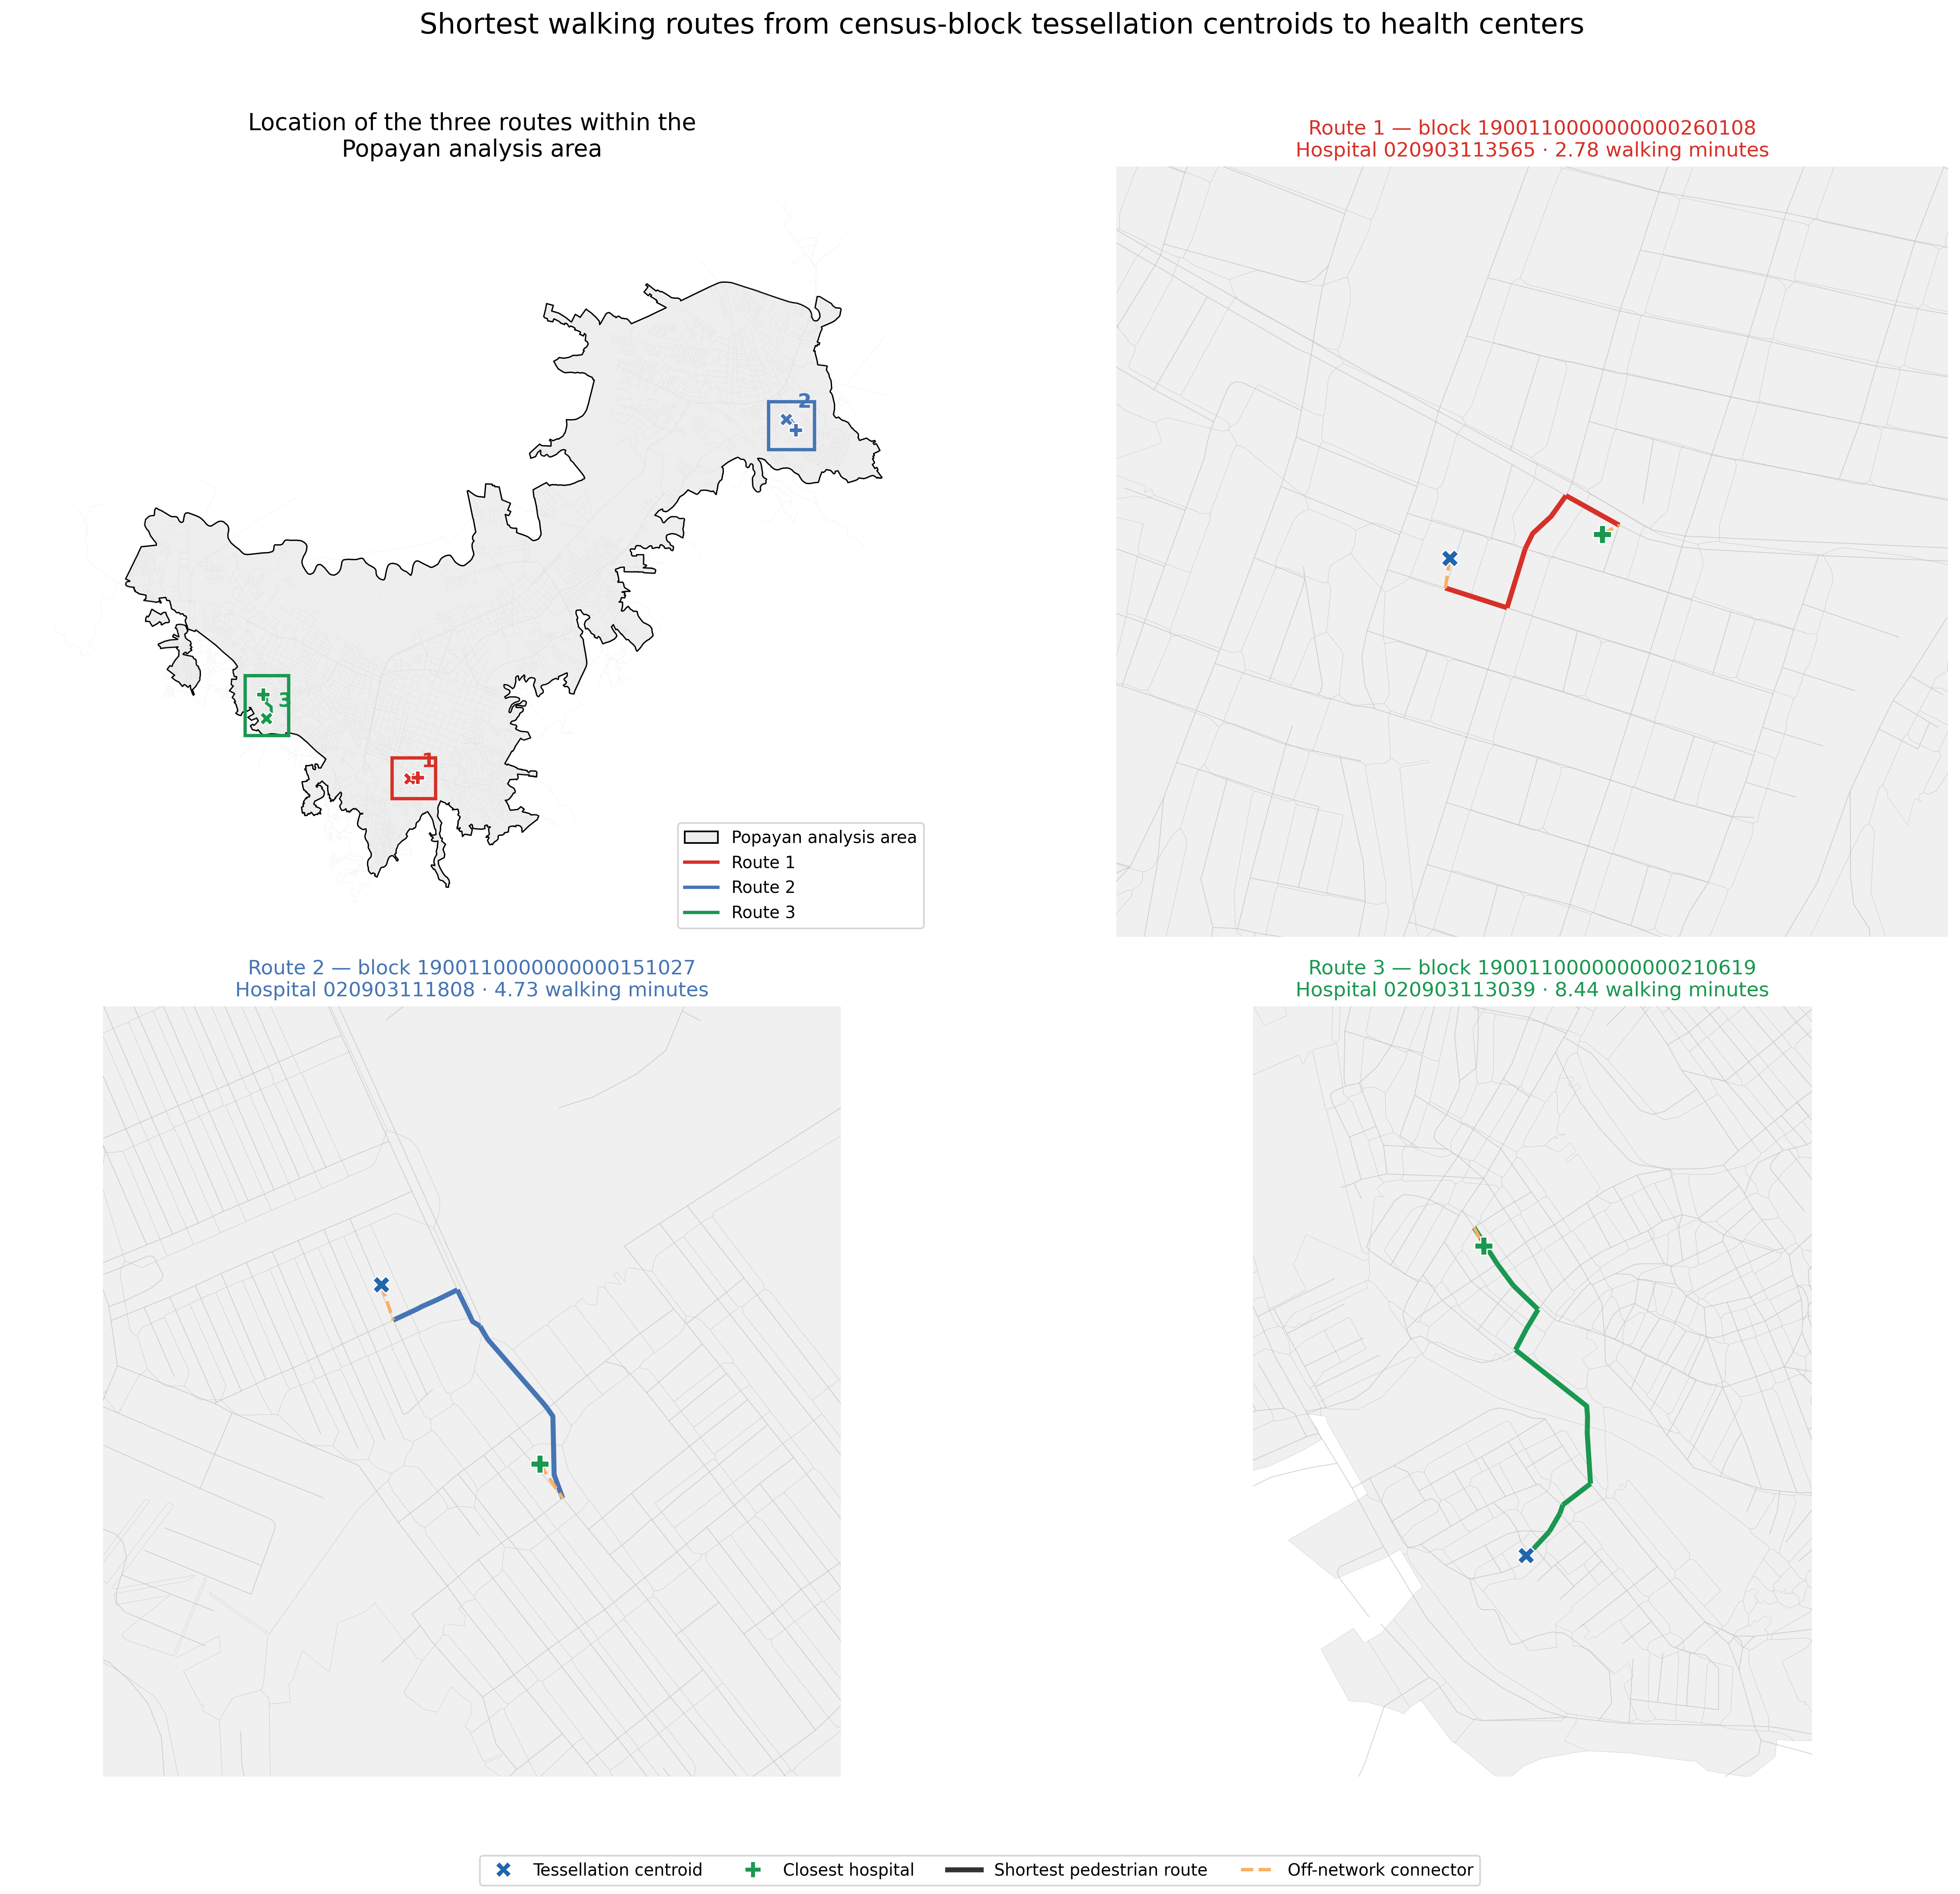 Shortest walking routes from census-block tessellation centroids to health centers
Location of the three routes within the
Popayan analysis area
2
3
1
Popayan analysis area
Route 1
Route 2
Route 3
Route 1 — block 1900110000000000260108
Hospital 020903113565 · 2.78 walking minutes
Route 2 — block 1900110000000000151027
Hospital 020903111808 · 4.73 walking minutes
Route 3 — block 1900110000000000210619
Hospital 020903113039 · 8.44 walking minutes
Tessellation centroid
Closest hospital
Shortest pedestrian route
Off-network connector